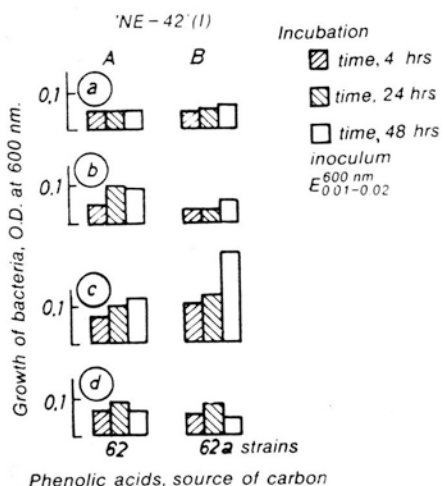 'NE-42'(I)
A B
Incubation
time, 4 hrs
time, 24 hrs
time, 48 hrs
inoculum
E 600 nm 0.01-0.02
Growth of bacteria, O.D. at 600 nm.
0,1 a
0,1 b
0,1 c
0,1 d
62 62a strains
Phenolic acids, source of carbon